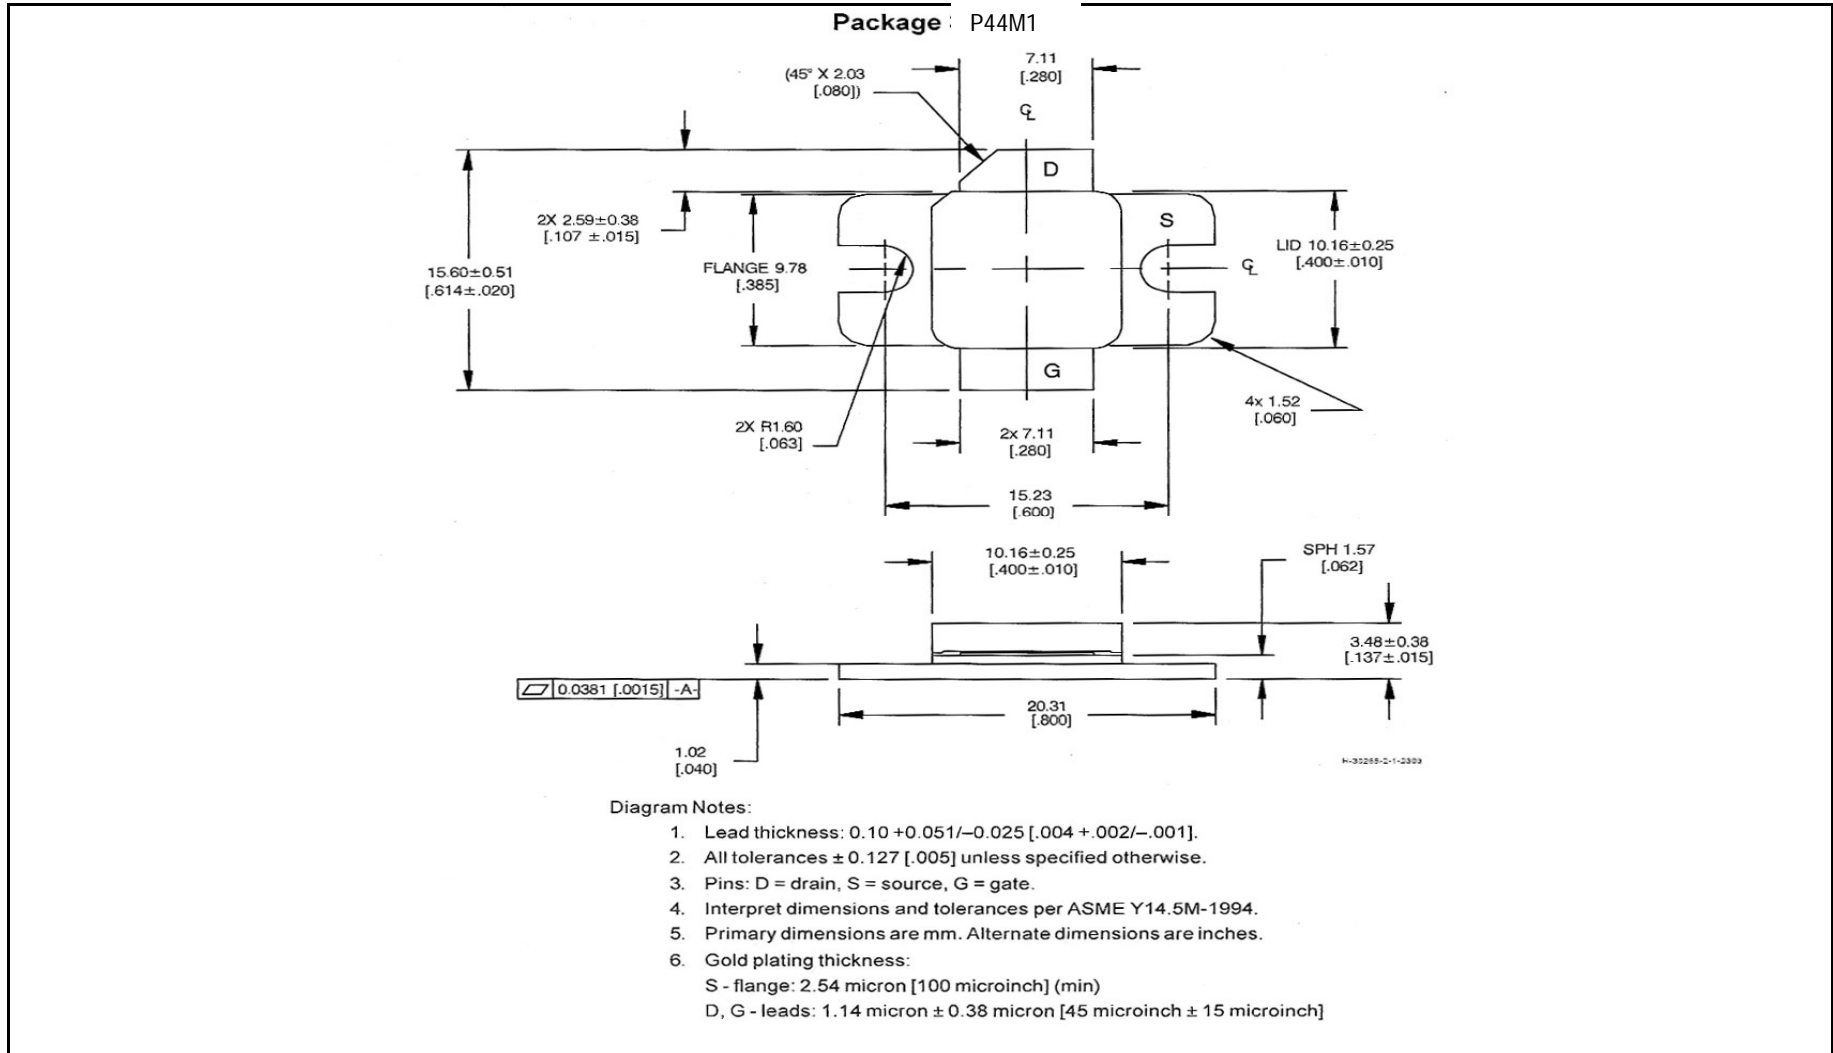 Package P44M1
7.11
[.280]
(45° X 2.03
[.080])
℄
D
2X 2.59±0.38
[.107 ±.015]
S
LID 10.16±0.25
[.400±.010]
15.60±0.51
[.614±.020]
FLANGE 9.78
[.385]
℄
G
4x 1.52
[.060]
2X R1.60
[.063]
2x 7.11
[.280]
15.23
[.600]
10.16±0.25
[.400±.010]
SPH 1.57
[.062]
3.48±0.38
[.137±.015]
0.0381 [.0015] -A-
20.31
[.800]
1.02
[.040]
Diagram Notes:
1. Lead thickness: 0.10 +0.051/–0.025 [.004 +.002/–.001].
2. All tolerances ± 0.127 [.005] unless specified otherwise.
3. Pins: D = drain, S = source, G = gate.
4. Interpret dimensions and tolerances per ASME Y14.5M-1994.
5. Primary dimensions are mm. Alternate dimensions are inches.
6. Gold plating thickness:
S - flange: 2.54 micron [100 microinch] (min)
D, G - leads: 1.14 micron ± 0.38 micron [45 microinch ± 15 microinch]